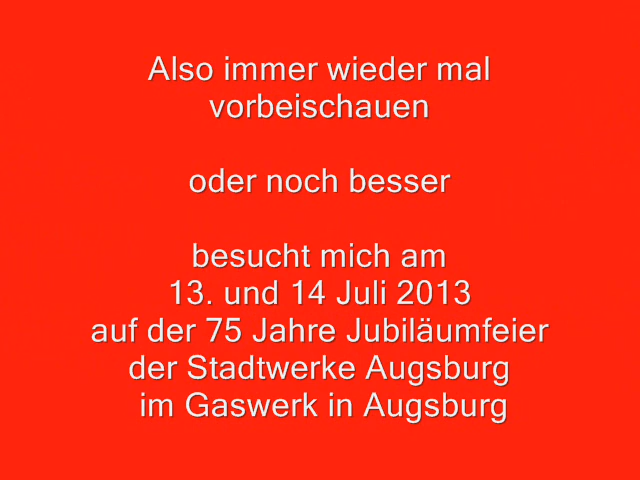 Also immer wieder mal
vorbeischauen
oder noch besser
besucht mich am
13. und 14 Juli 2013
auf der 75 Jahre Jubiläumfeier
der Stadtwerke Augsburg
im Gaswerk in Augsburg